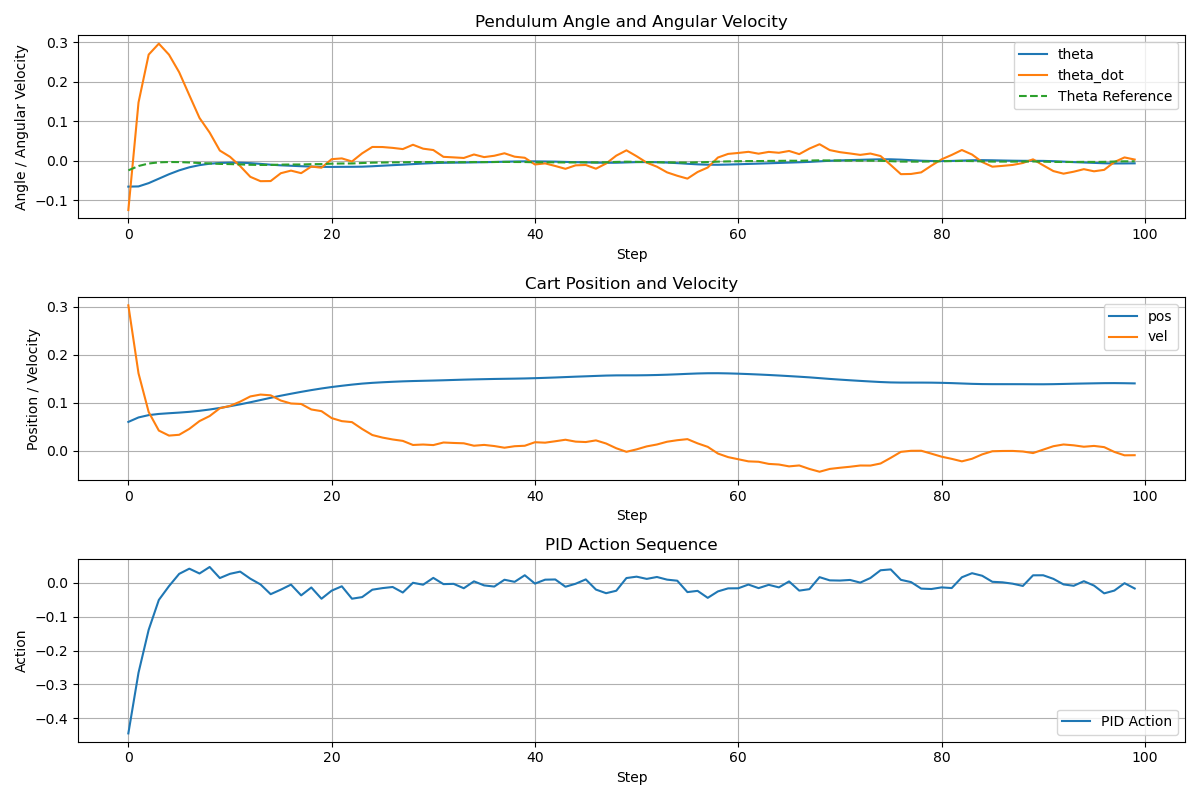 Pendulum Angle and Angular Velocity
Angle / Angular Velocity
0.3
0.2
0.1
0.0
−0.1
theta
theta_dot
Theta Reference
0 20 40 60 80 100
Step
Cart Position and Velocity
Position / Velocity
0.3
0.2
0.1
0.0
pos
vel
0 20 40 60 80 100
Step
PID Action Sequence
Action
0.0
−0.1
−0.2
−0.3
−0.4
PID Action
0 20 40 60 80 100
Step